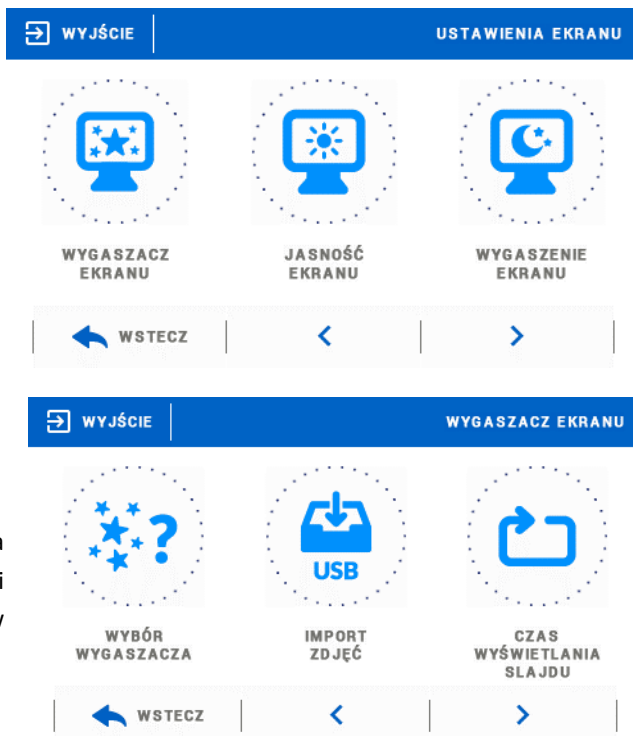 WYJŚCIE USTAWIENIA EKRANU
WYGASZACZ JASNOŚĆ WYGASZENIE
EKRANU EKRANU EKRANU
WSTECZ
WYJŚCIE WYGASZACZ EKRANU
?
USB
i
WYBÓR IMPORT CZAS
WYGASZACZA ZDJĘĆ WYŚWIETLANIA
SLAJDU
WSTECZ